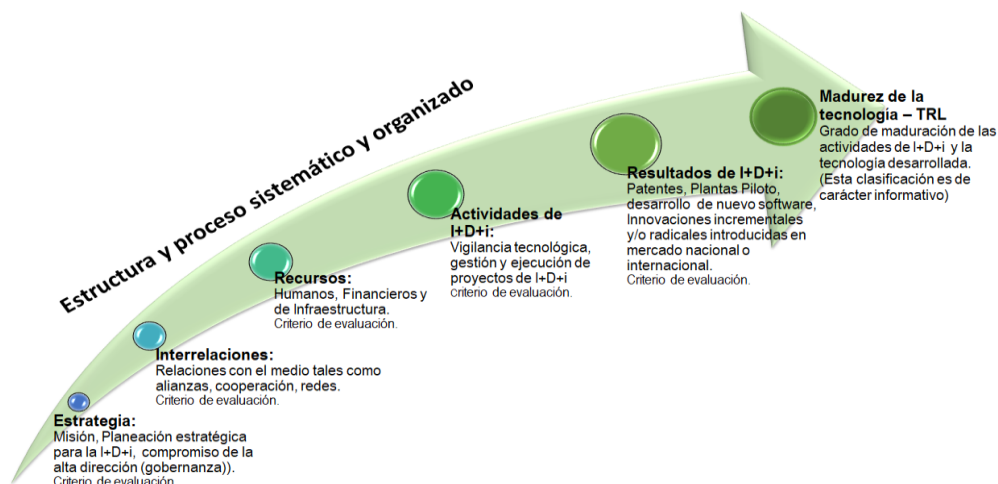 Estructura y proceso sistemático y organizado
Estrategia:
Misión, Planeación estratégica
para la I+D+i, compromiso de la
alta dirección (gobernanza)).
Criterio de evaluación.
Interrelaciones:
Relaciones con el medio tales como
alianzas, cooperación, redes.
Criterio de evaluación.
Recursos:
Humanos, Financieros y
de Infraestructura.
Criterio de evaluación.
Actividades de
I+D+i:
Vigilancia tecnológica,
gestión y ejecución de
proyectos de I+D+i
Criterio de evaluación.
Resultados de I+D+i:
Patentes, Plantas Piloto,
desarrollo de nuevo software,
Innovaciones incrementales
y/o radicales introducidas en
mercado nacional o
internacional.
Criterio de evaluación.
Madurez de la
tecnología – TRL
Grado de maduración de las
actividades de I+D+i y la
tecnología desarrollada.
(Esta clasificación es de
carácter informativo)